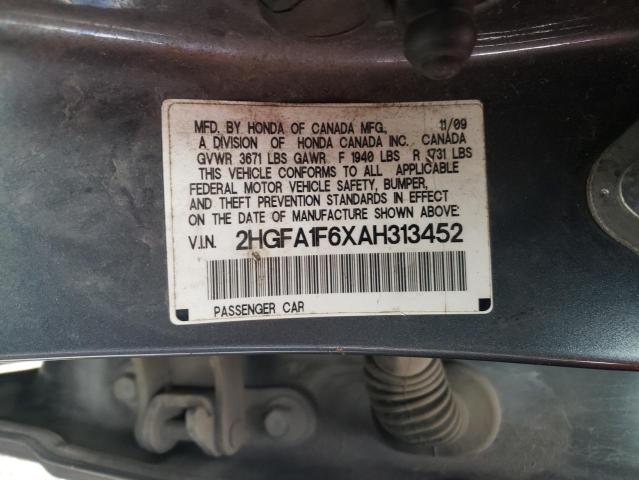 MFD. BY HONDA OF CANADA MFG., 11/09
A DIVISION OF HONDA CANADA INC. CANADA
GVWR 3671 LBS GAWR F 1940 LBS R 1731 LBS
THIS VEHICLE CONFORMS TO ALL APPLICABLE
FEDERAL MOTOR VEHICLE SAFETY, BUMPER,
AND THEFT PREVENTION STANDARDS IN EFFECT
ON THE DATE OF MANUFACTURE SHOWN ABOVE:
V.I.N. 2HGFA1F6XAH313452
PASSENGER CAR